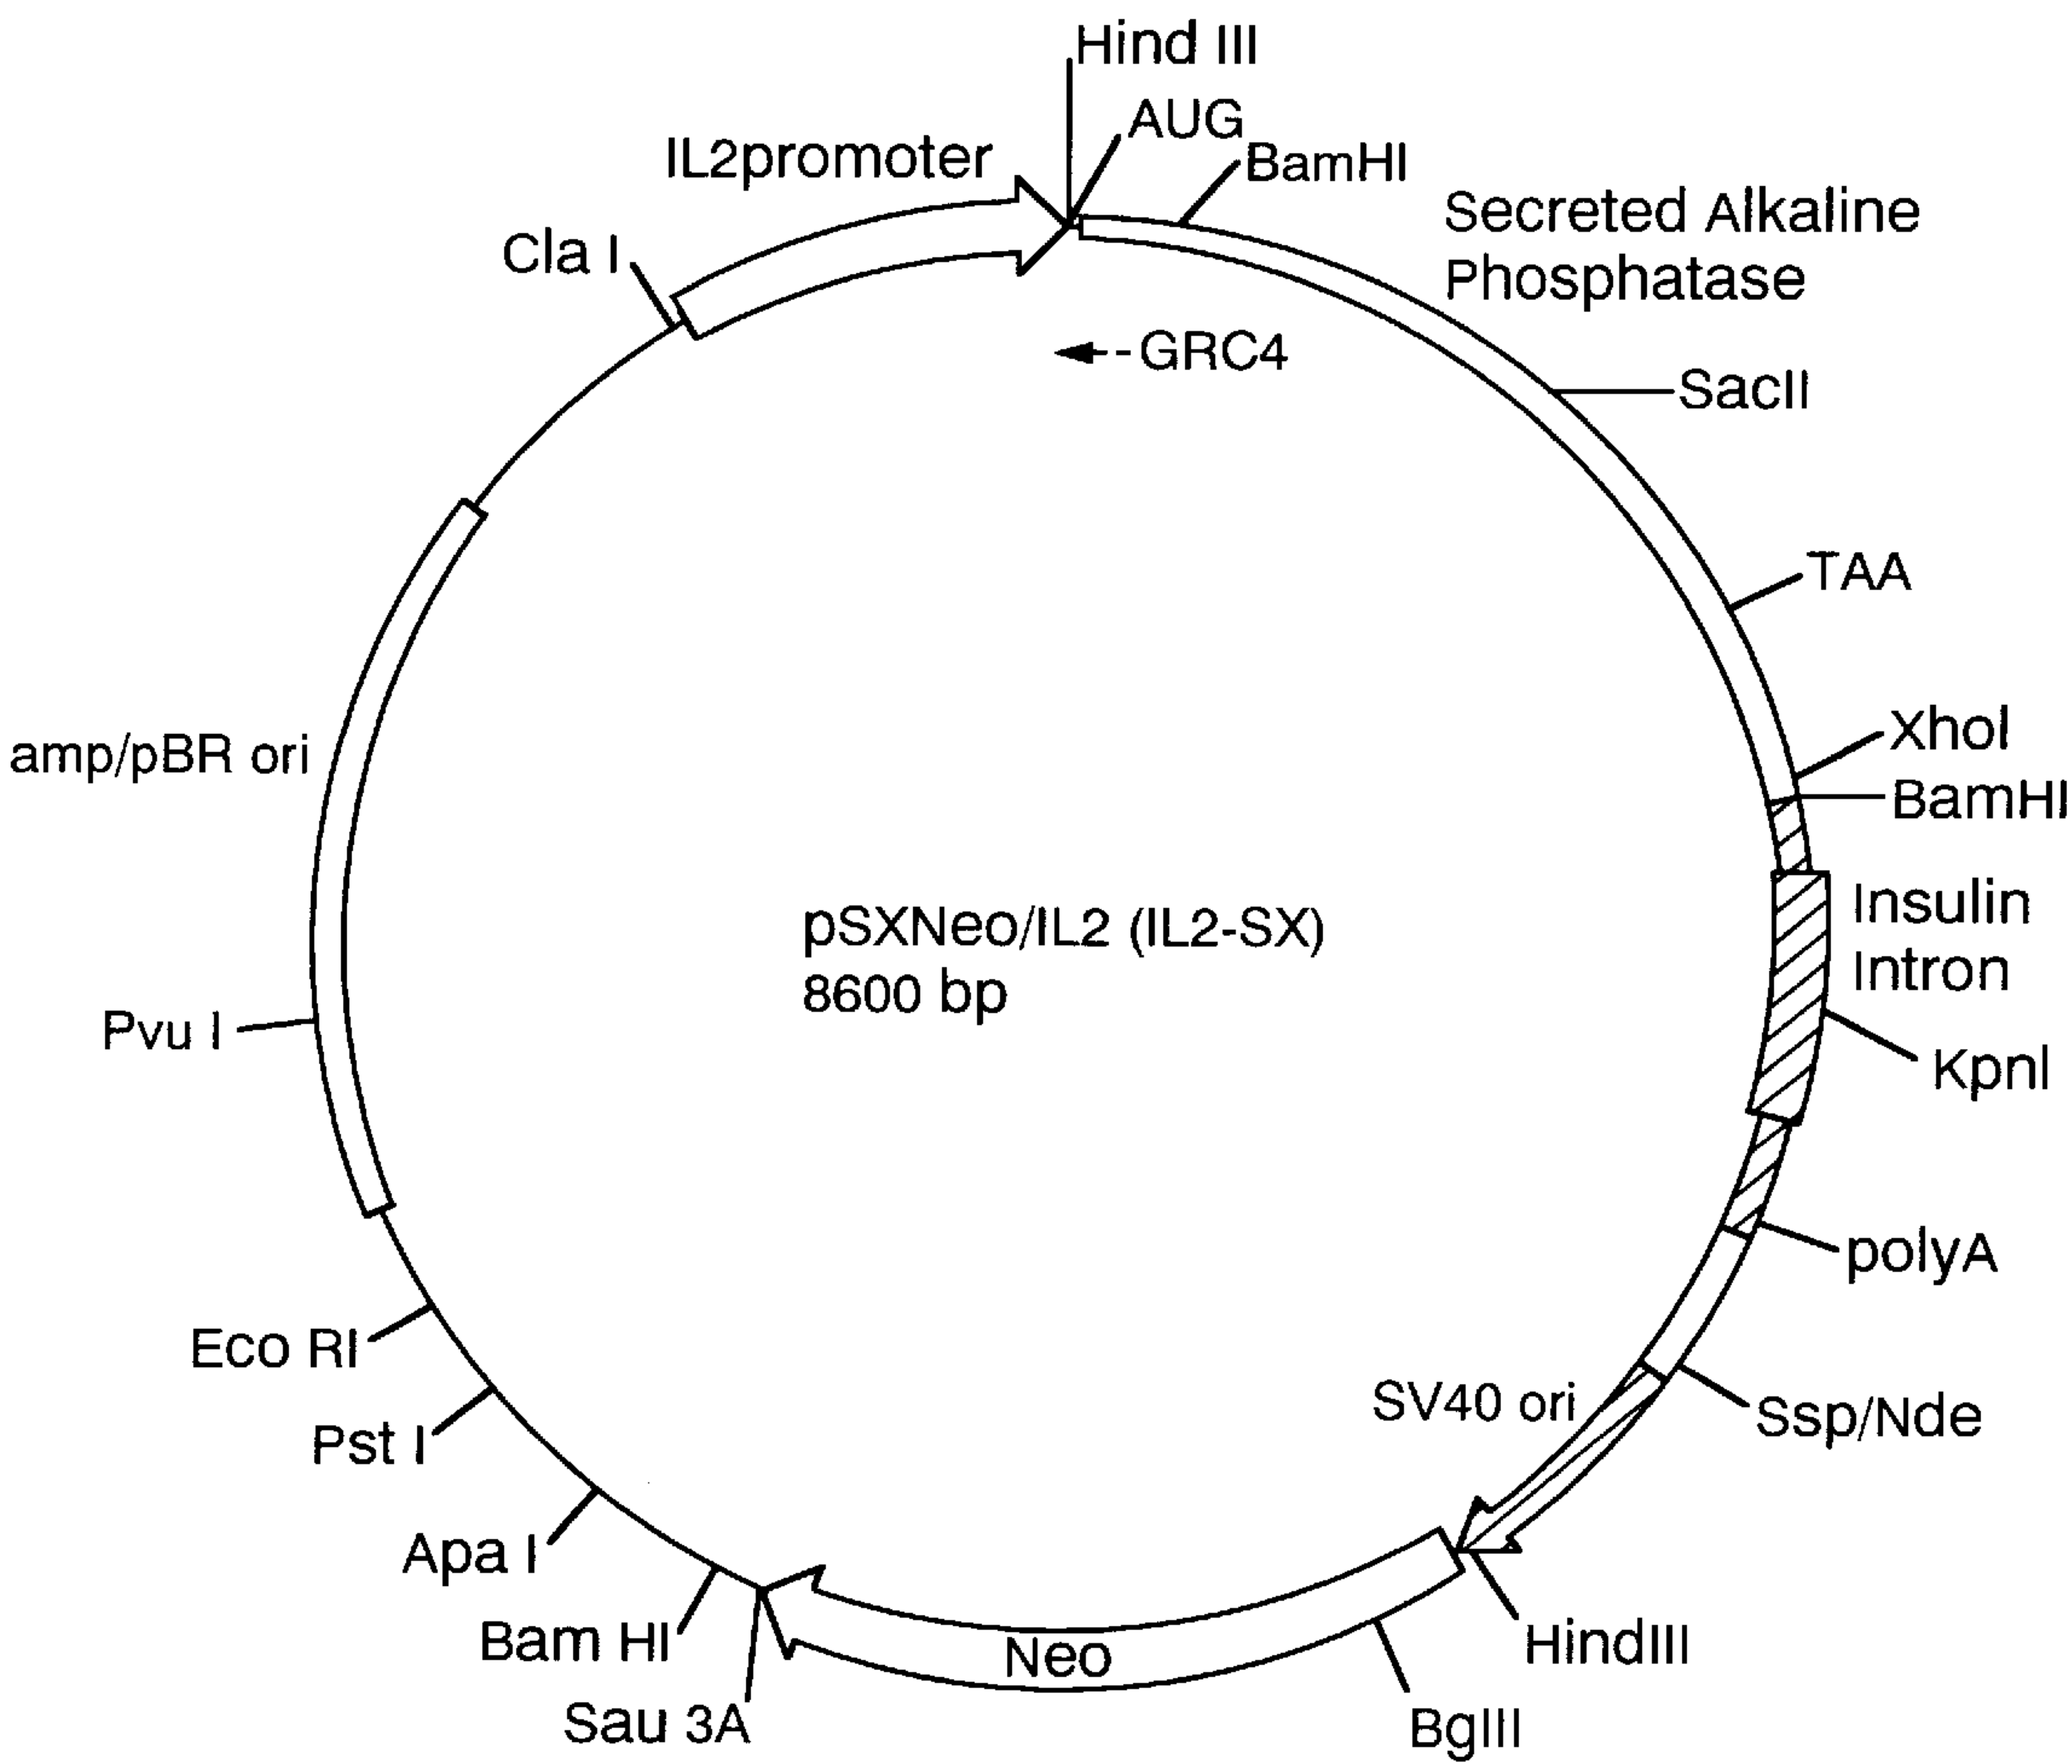 Hind III
AUG
IL2promoter
BamHI
Secreted Alkaline
Phosphatase
Cla I
GRC4
SacII
TAA
XhoI
amp/pBR ori
BamHI
Insulin
Intron
pSXNeo/IL2 (IL2-SX)
8600 bp
Pvu I
KpnI
polyA
Eco RI
SV40 ori
Ssp/Nde
Pst I
Apa I
Bam HI
Neo
HindIII
Sau 3A
BglII